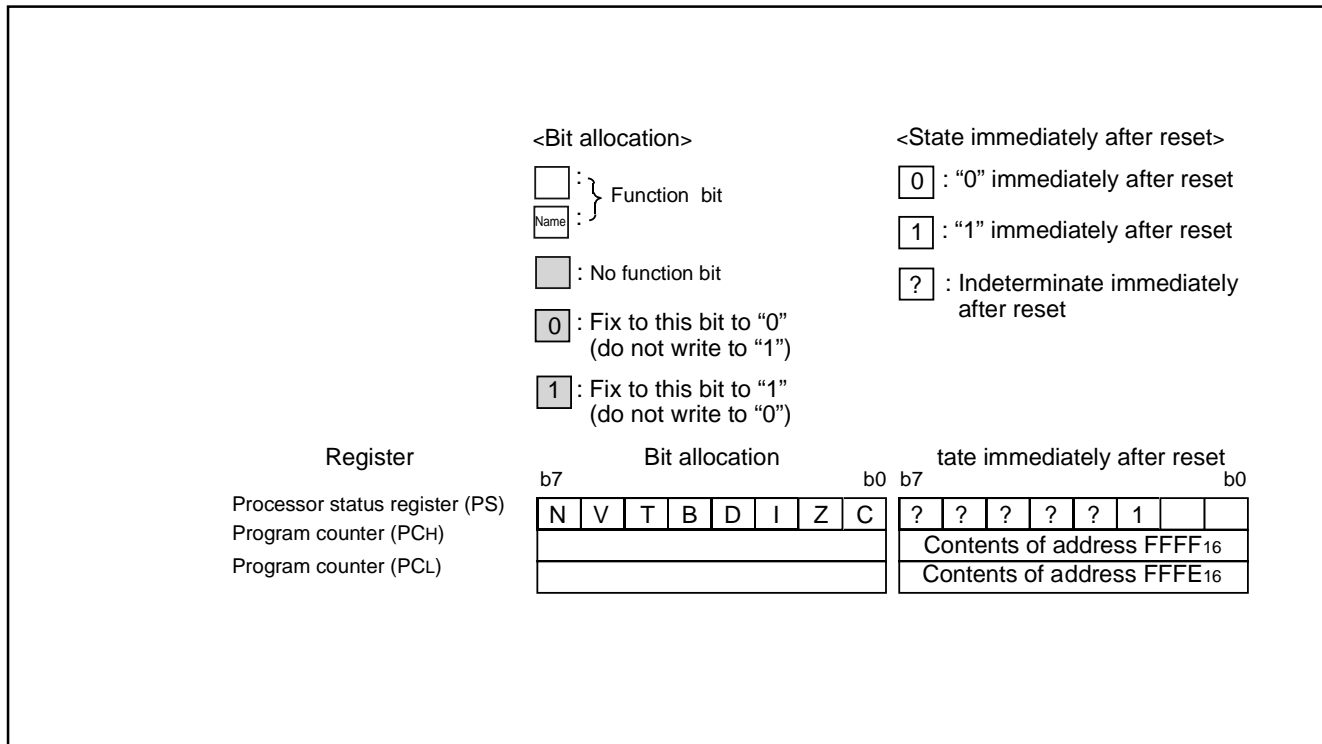 <Bit allocation>
:
Function bit
Name :
: No function bit
0 : Fix to this bit to “0”
(do not write to “1”)
1 : Fix to this bit to “1”
(do not write to “0”)
<State immediately after reset>
0 : “0” immediately after reset
1 : “1” immediately after reset
? : Indeterminate immediately
after reset
Register Bit allocation tate immediately after reset
b7 b0 b7 b0
Processor status register (PS) N V T B D I Z C ? ? ? ? ? 1
Program counter (PCH) Contents of address FFFF16
Program counter (PCL) Contents of address FFFE16